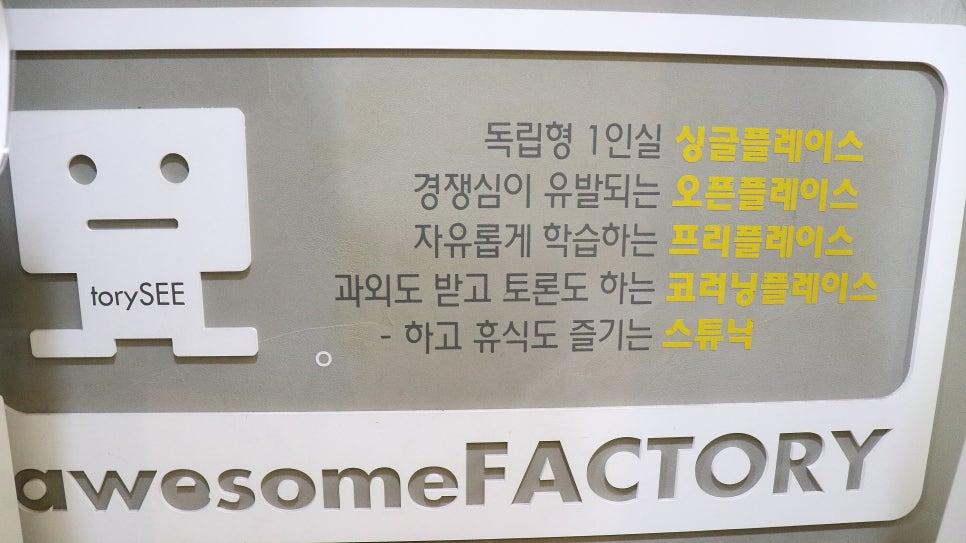 독립형 1인실 싱글플레이스
경쟁심이 유발되는 오픈플레이스
자유롭게 학습하는 프리플레이스
과외도 받고 토론도 하는 코러닝플레이스
- 하고 휴식도 즐기는 스튜닉
torySEE
awesomeFACTORY